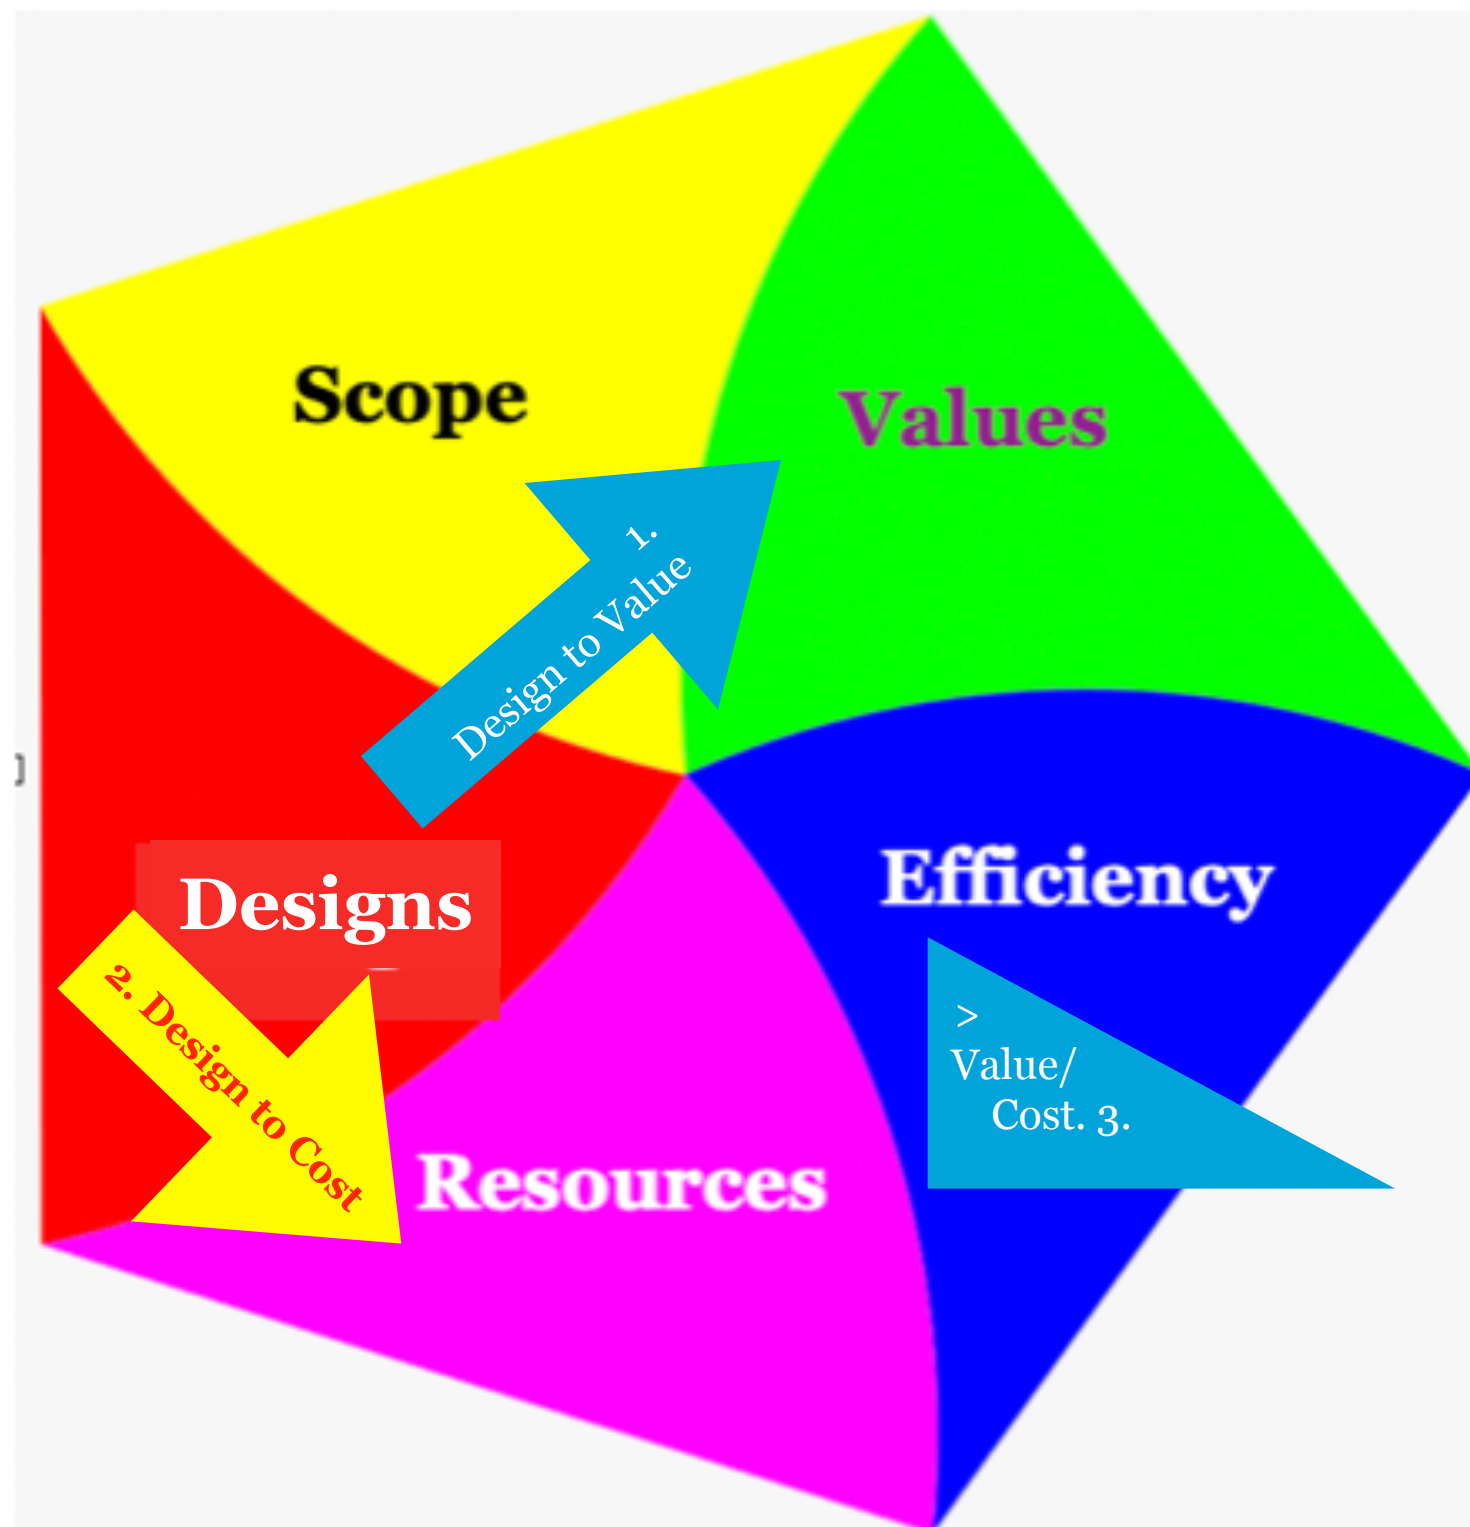 Scope
Values
1.
Design to Value
Designs
Efficiency
2. Design to Cost
>
Value/
Cost. 3.
Resources